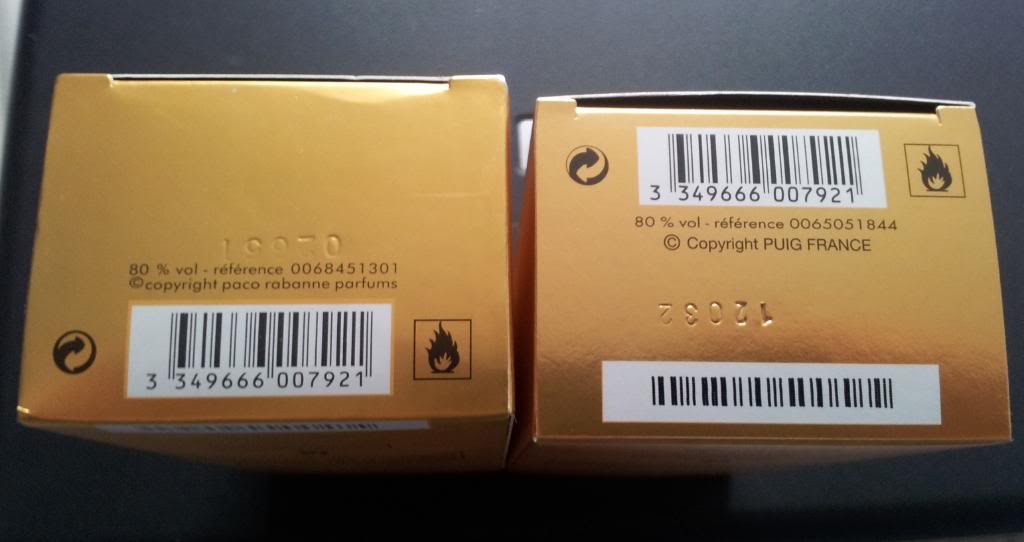 80 % vol - référence 0068451301
©copyright paco rabanne parfums
3 349666 007921
3 349666 007921
80 % vol - référence 0065051844
© Copyright PUIG FRANCE
12032